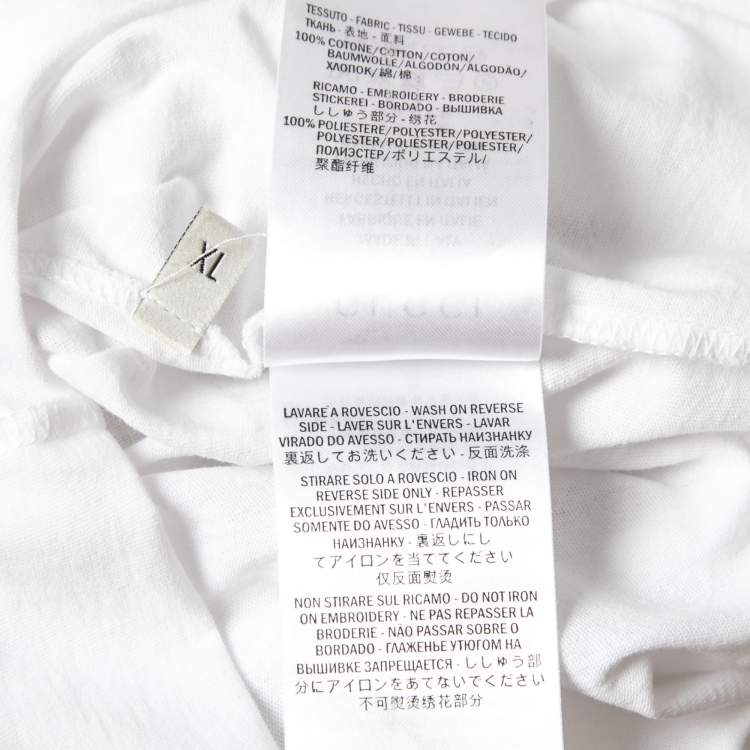 TESSUTO - FABRIC - TISSU - GEWEBE - TECIDO
ТКАНЬ - 表地 - 直料
100% COTONE/COTTON/COTON/
BAUMWOLLE/ALGODÓN/ALGODÃO/
ХЛОПОК/綿/棉
RICAMO - EMBROIDERY - BRODERIE
STICKEREI - BORDADO - ВЫШИВКА
ししゅう部分 - 绣花
100% POLIESTERE/POLYESTER/POLYESTER/
POLYESTER/POLIÉSTER/POLIÉSTER/
ПОЛИЭСТЕР/ポリエステル/
聚酯纤维
XL
LAVARE A ROVESCIO - WASH ON REVERSE
SIDE - LAVER SUR L'ENVERS - LAVAR
VIRADO DO AVESSO - СТИРАТЬ НАИЗНАНКУ
裏返してお洗いください - 反面洗涤
STIRARE SOLO A ROVESCIO - IRON ON
REVERSE SIDE ONLY - REPASSER
EXCLUSIVEMENT SUR L'ENVERS - PASSAR
SOMENTE DO AVESSO - ГЛАДИТЬ ТОЛЬКО
НАИЗНАНКУ - 裏返しにし
てアイロンを当ててください
仅反面熨烫
NON STIRARE SUL RICAMO - DO NOT IRON
ON EMBROIDERY - NE PAS REPASSER LA
BRODERIE - NÃO PASSAR SOBRE O
BORDADO - ГЛАЖЕНЬЕ УТЮГОМ НА
ВЫШИВКЕ ЗАПРЕЩАЕТСЯ - ししゅう部
分にアイロンをあてないでください
不可熨烫绣花部分